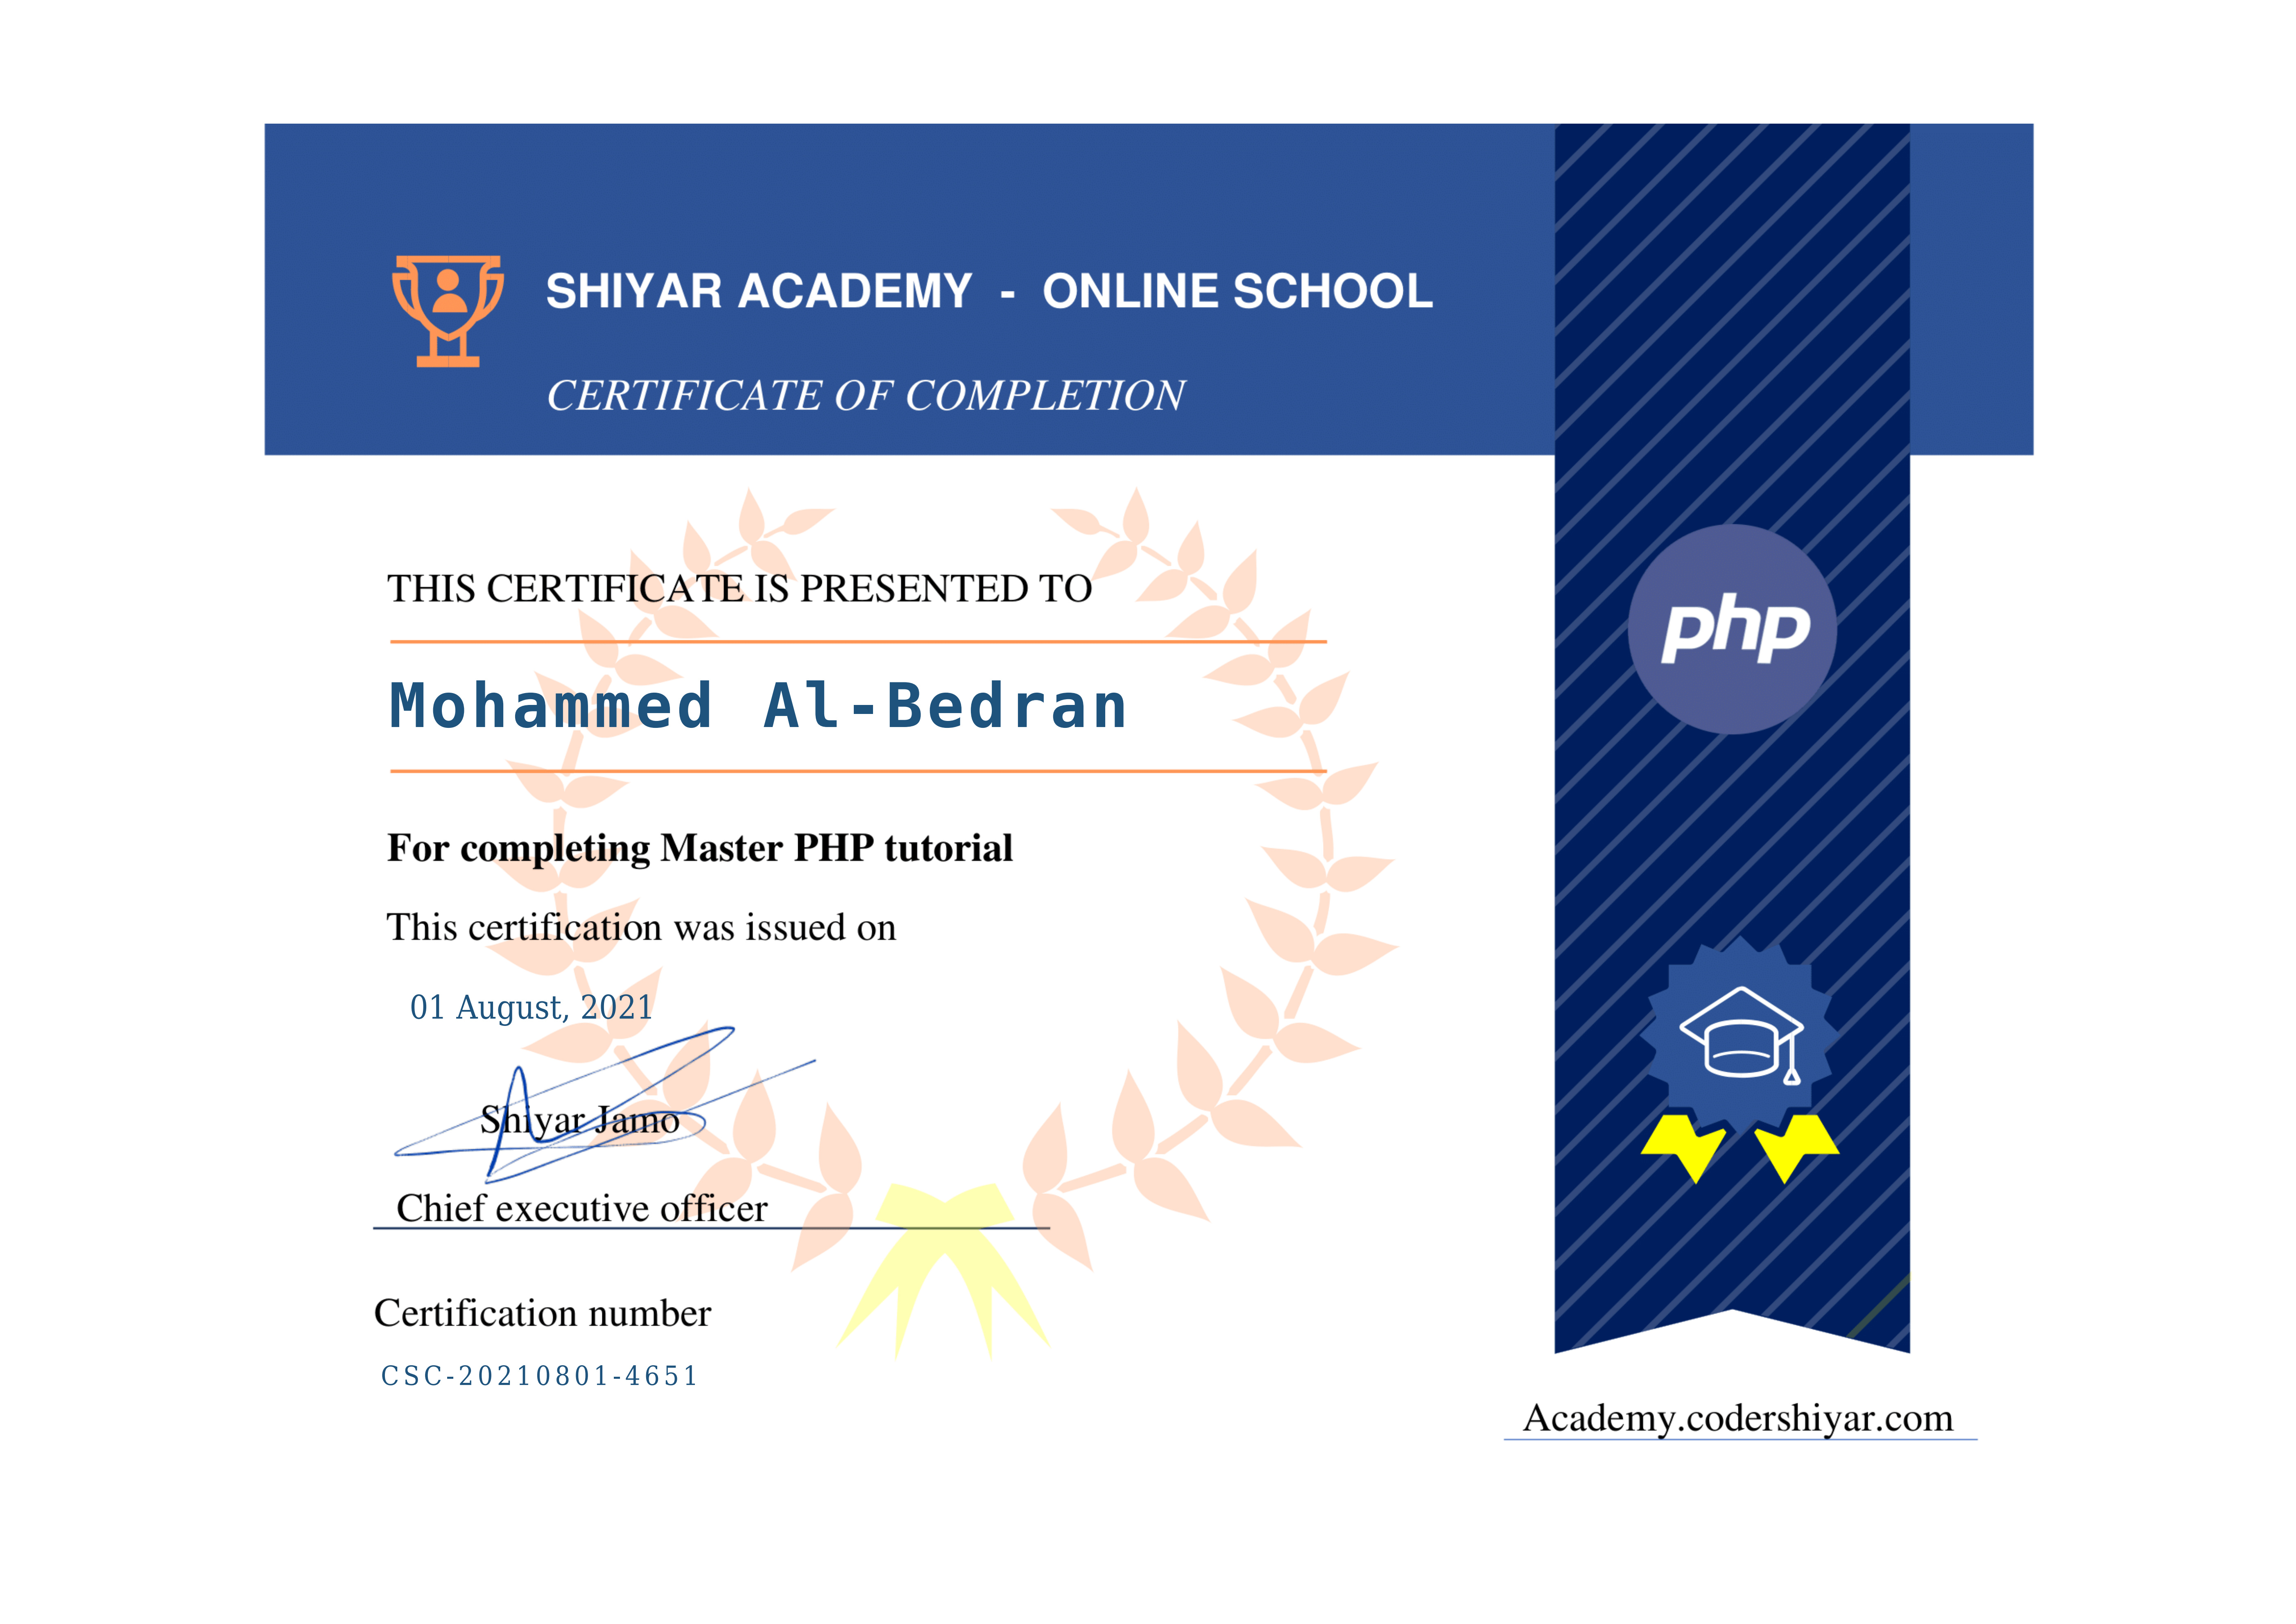 SHIYAR ACADEMY - ONLINE SCHOOL
CERTIFICATE OF COMPLETION
THIS CERTIFICATE IS PRESENTED TO
Mohammed Al-Bedran
php
For completing Master PHP tutorial
This certification was issued on
01 August, 2021
Shiyar Jamo
Chief executive officer
Certification number
CSC-20210801-4651
Academy.codershiyar.com